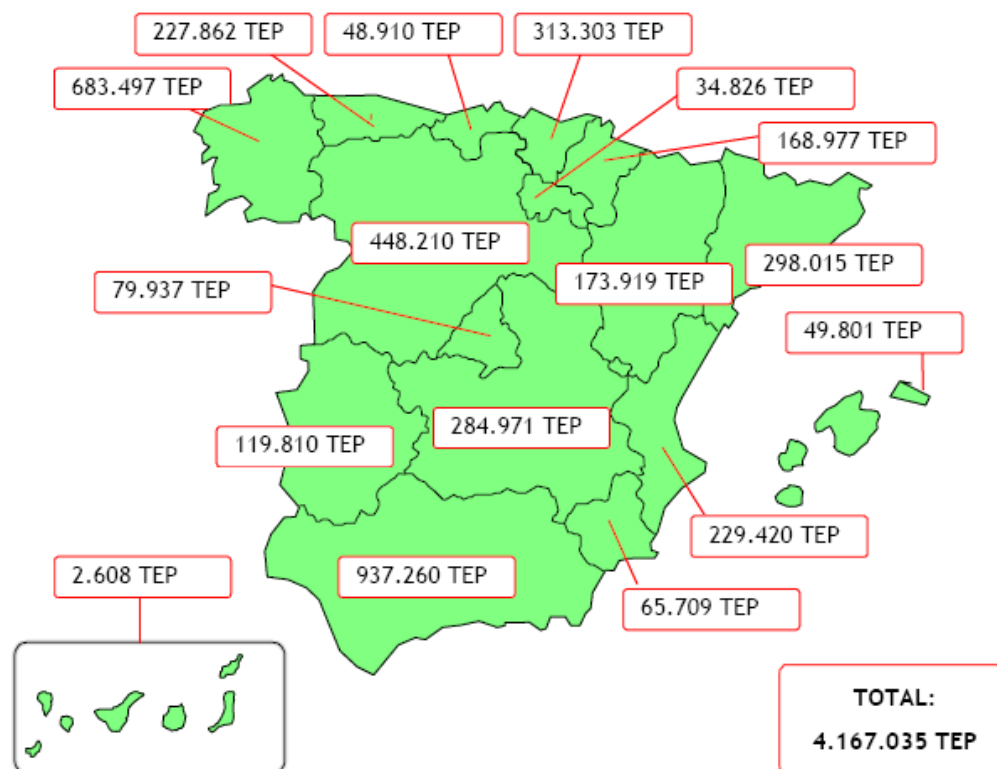 227.862 TEP
48.910 TEP
313.303 TEP
683.497 TEP
34.826 TEP
168.977 TEP
448.210 TEP
173.919 TEP
298.015 TEP
79.937 TEP
49.801 TEP
119.810 TEP
284.971 TEP
229.420 TEP
2.608 TEP
937.260 TEP
65.709 TEP
TOTAL:
4.167.035 TEP